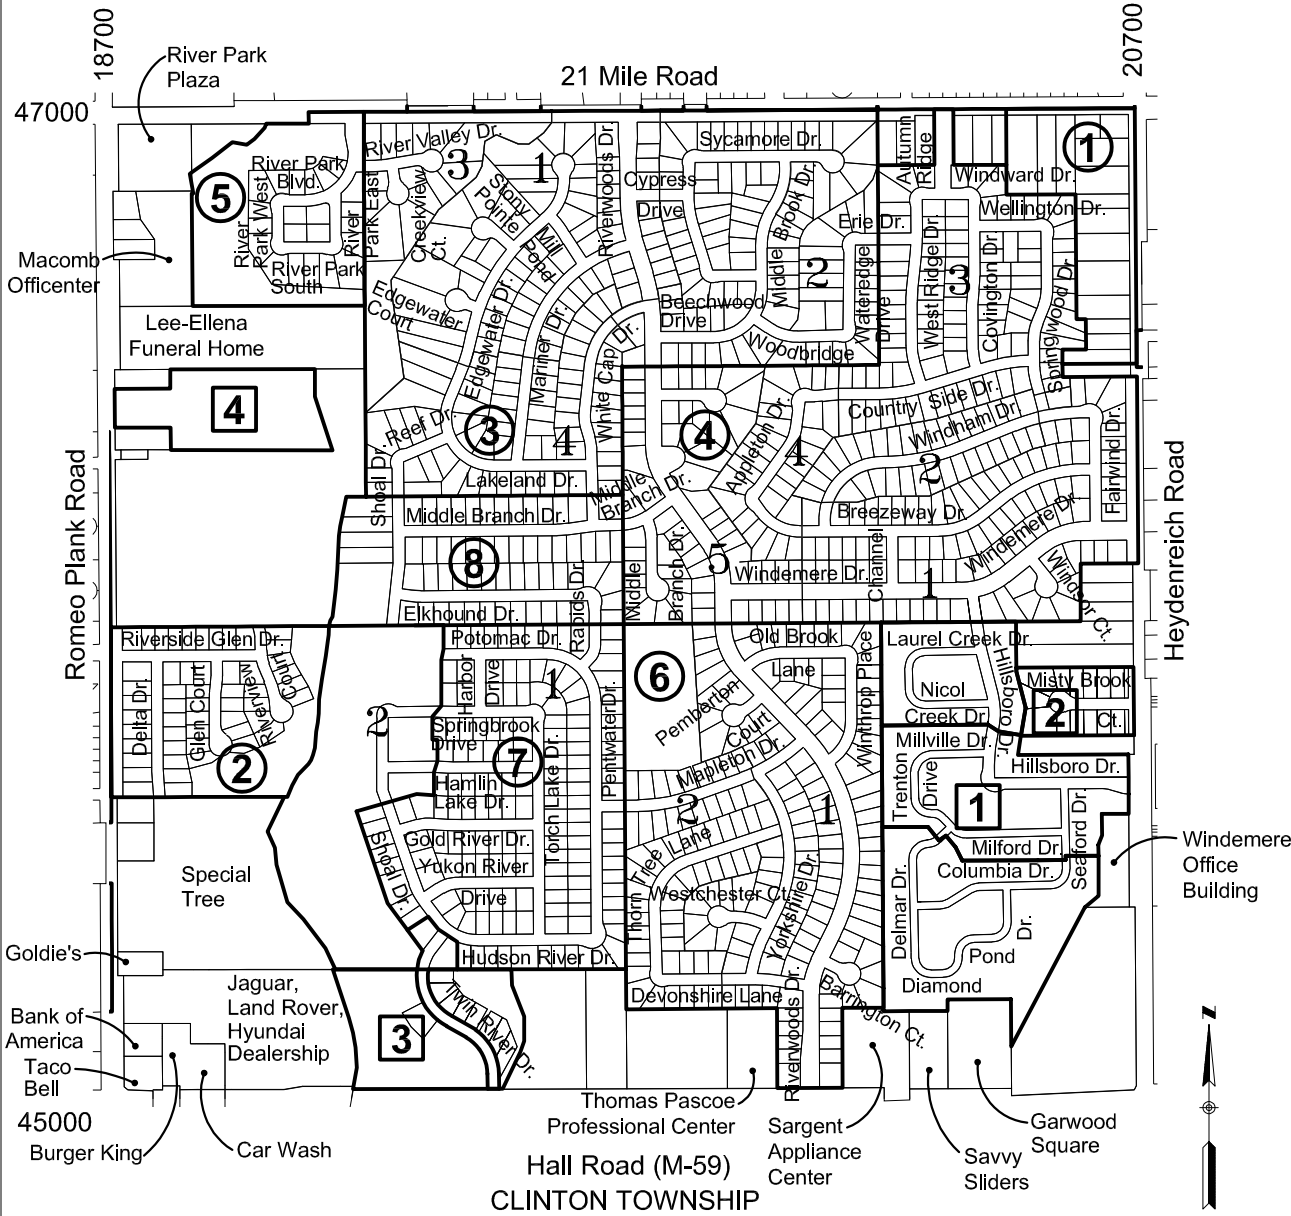 18700
20700
River Park
Plaza
21 Mile Road
47000
River Valley Dr.
3
1
Riverwoods Dr.
Sycamore Dr.
Autumn
Ridge
1
River Park
Blvd.
5
River
Park West
River
Park East
Creekview
Ct.
Stony
Pointe
Mill
Pond
Cypress
Drive
Middle Brook Dr.
Windward Dr.
Wellington Dr.
Erie Dr.
River Park
South
Macomb
Officenter
2
Wateredge
Drive
West Ridge Dr.
3
Covington Dr.
Springwood Dr.
Edgewater
Court
Edgewater Dr.
Mariner Dr.
White Cap Dr.
Beechwood
Drive
Woodbridge
Lee-Ellena
Funeral Home
4
Reef Dr.
3
4
4
Appleton Dr.
4
Country Side Dr.
Windham Dr.
2
Fairwind Dr.
Shoal Dr.
Lakeland Dr.
Middle
Branch Dr.
Middle Branch Dr.
Breezeway Dr.
Windemere Dr.
Romeo Plank Road
Heydenreich Road
8
Rapids Dr.
Middle
Branch Dr.
5
Windemere Dr.
Channel
1
Windsor Ct.
Elkhound Dr.
Riverside Glen Dr.
Potomac Dr.
Old Brook
Lane
Laurel Creek Dr.
Hillsboro Dr.
Delta Dr.
Glen Court
Riverview
Court
2
Harbor
Drive
1
6
Pemberton
Court
Winthrop Place
Nicol
Creek Dr.
Misty Brook
Ct.
2
2
Springbrook
Drive
7
Pentwater Dr.
Mapleton Dr.
Millville Dr.
Hillsboro Dr.
Hamlin
Lake Dr.
Torch Lake Dr.
2
1
Trenton
Drive
1
Seaford Dr.
Gold River Dr.
Yukon River
Drive
Shoal Dr.
Thorn Tree Lane
Milford Dr.
Columbia Dr.
Windemere
Office
Building
Special
Tree
Westchester Ct.
Yorkshire Dr.
Delmar Dr.
Diamond
Pond
Dr.
Goldie's
Hudson River Dr.
Devonshire Lane
Barrington Ct.
Riverwoods Dr.
Jaguar,
Land Rover,
Hyundai
Dealership
Twin River Dr.
3
Bank of
America
Taco
Bell
45000
Burger King
Car Wash
Thomas Pascoe
Professional Center
Sargent
Appliance
Center
Savvy
Sliders
Garwood
Square
Hall Road (M-59)
CLINTON TOWNSHIP
N